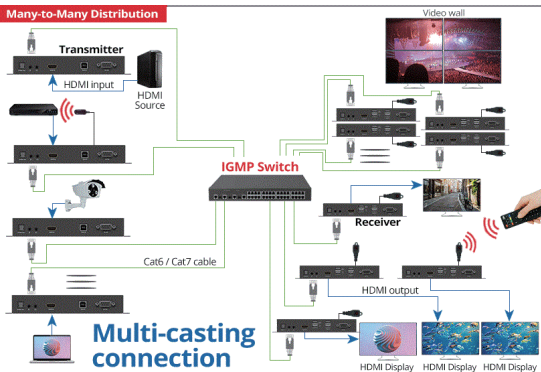 Many-to-Many Distribution
Video wall
Transmitter
HDMI input
HDMI
Source
IGMP Switch
Receiver
Cat6 / Cat7 cable
HDMI output
Multi-casting
connection
HDMI Display
HDMI Display
HDMI Display